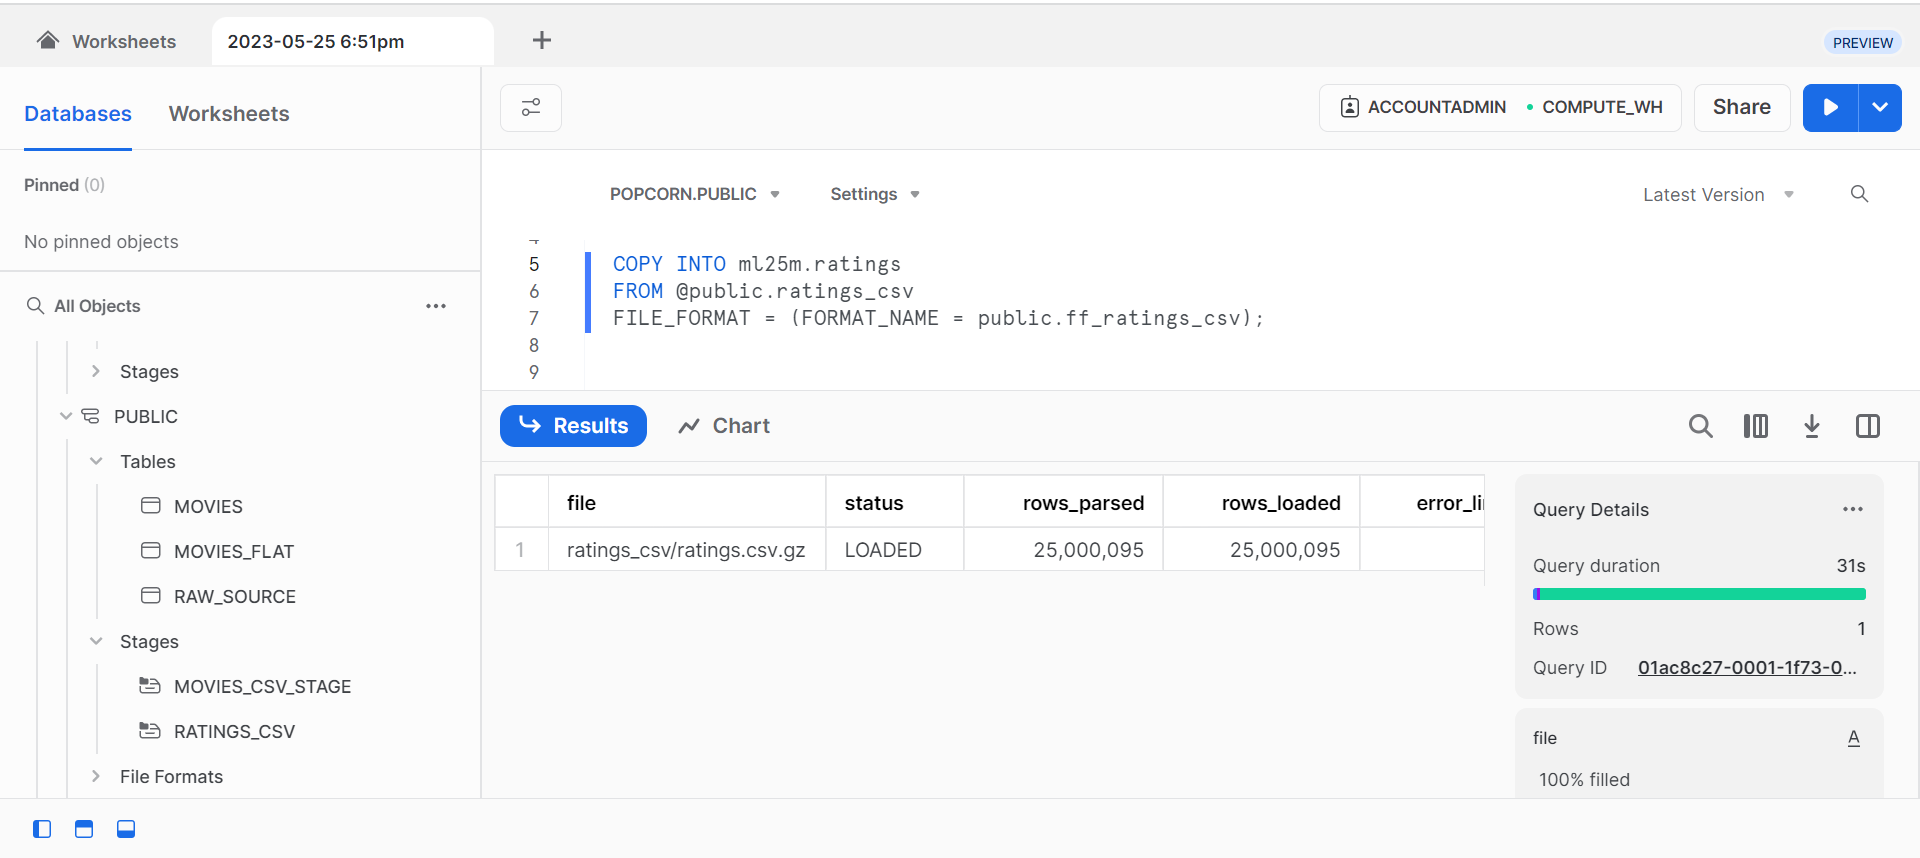 Worksheets
2023-05-25 6:51pm
PREVIEW
Databases
Worksheets
ACCOUNTADMIN
COMPUTE_WH
Share
Pinned (0)
No pinned objects
All Objects
Stages
PUBLIC
Tables
MOVIES
MOVIES_FLAT
RAW_SOURCE
Stages
MOVIES_CSV_STAGE
RATINGS_CSV
File Formats
POPCORN.PUBLIC
Settings
Latest Version
5 COPY INTO ml25m.ratings
6 FROM @public.ratings_csv
7 FILE_FORMAT = (FORMAT_NAME = public.ff_ratings_csv);
8
9
Results
Chart
file status rows_parsed rows_loaded error_li
1 ratings_csv/ratings.csv.gz LOADED 25,000,095 25,000,095
Query Details
Query duration 31s
Rows 1
Query ID 01ac8c27-0001-1f73-0...
file A
100% filled